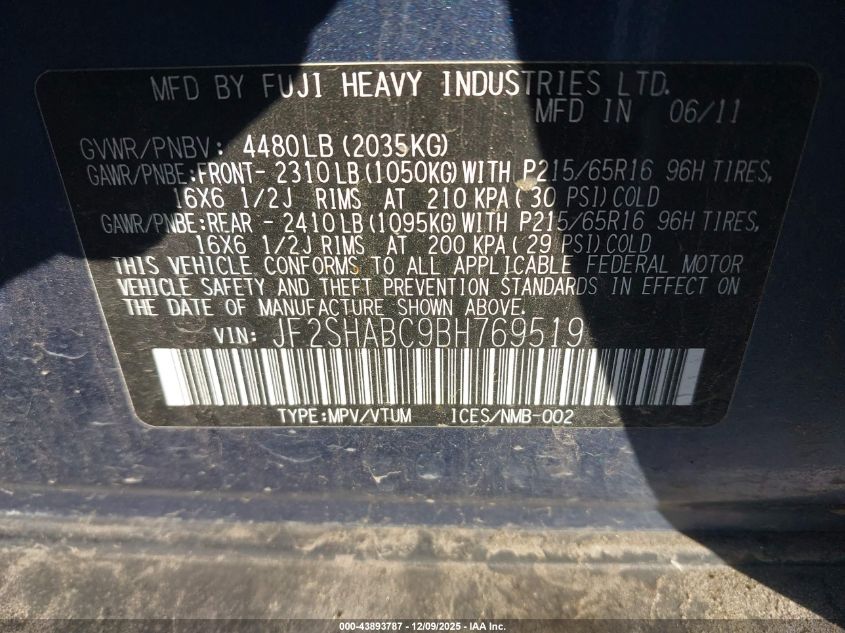 MFD BY FUJI HEAVY INDUSTRIES LTD.
MFD IN 06/11
GVWR/PNBV: 4480LB(2035KG)
GAWR/PNBE:FRONT- 2310LB(1050KG)WITH P215/65R16 96H TIRES,
16X6 1/2J RIMS AT 210 KPA(30 PSI)COLD
GAWR/PNBE:REAR - 2410LB(1095KG)WITH P215/65R16 96H TIRES,
16X6 1/2J RIMS AT 200 KPA(29 PSI)COLD
THIS VEHICLE CONFORMS TO ALL APPLICABLE FEDERAL MOTOR
VEHICLE SAFETY AND THEFT PREVENTION STANDARDS IN EFFECT ON
THE DATE OF MANUFACTURE SHOWN ABOVE.
VIN: JF2SHABC9BH769519
TYPE:MPV/VTUM ICES/NMB-002
000-43893787 - 12/09/2025 - IAA Inc.